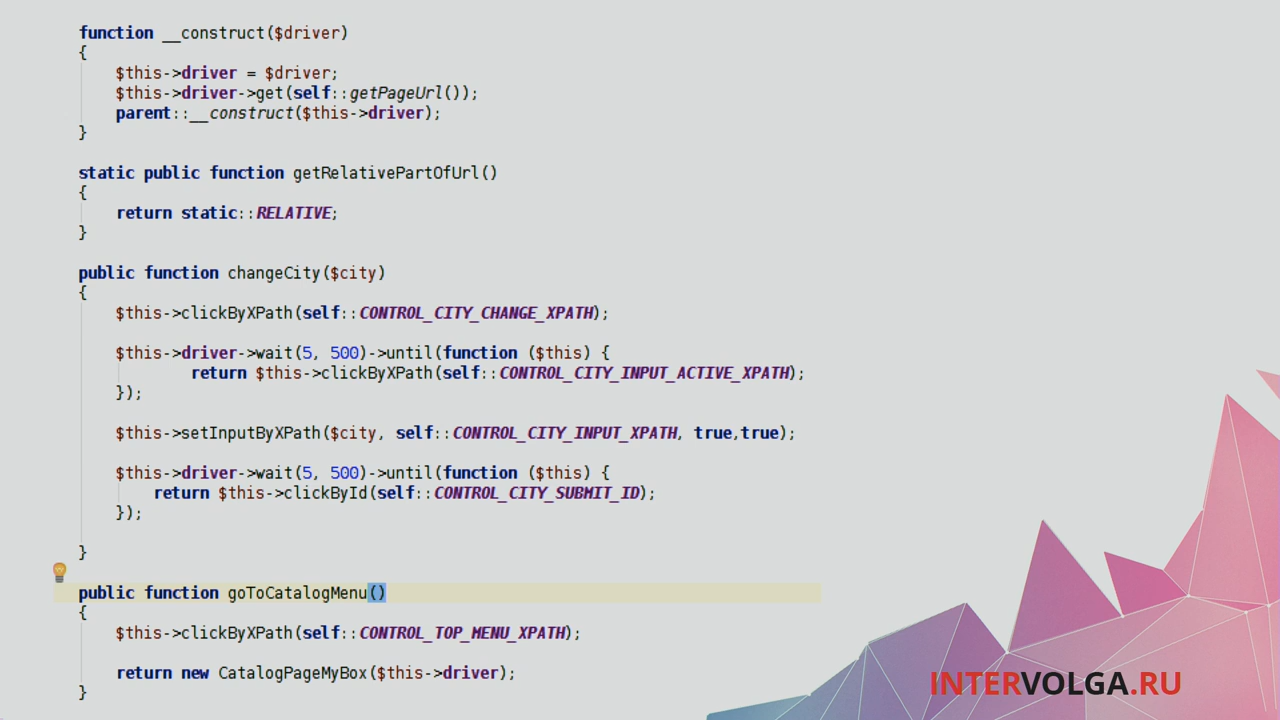 function __construct($driver)
{
$this->driver = $driver;
$this->driver->get(self::getPageUrl());
parent::__construct($this->driver);
}
static public function getRelativePartOfUrl()
{
return static::RELATIVE;
}
public function changeCity($city)
{
$this->clickByXPath(self::CONTROL_CITY_CHANGE_XPATH);
$this->driver->wait(5, 500)->until(function ($this) {
return $this->clickByXPath(self::CONTROL_CITY_INPUT_ACTIVE_XPATH);
});
$this->setInputByXPath($city, self::CONTROL_CITY_INPUT_XPATH, true,true);
$this->driver->wait(5, 500)->until(function ($this) {
return $this->clickById(self::CONTROL_CITY_SUBMIT_ID);
});
}
public function goToCatalogMenu()
{
$this->clickByXPath(self::CONTROL_TOP_MENU_XPATH);
return new CatalogPageMyBox($this->driver);
}
INTERVOLGA.RU